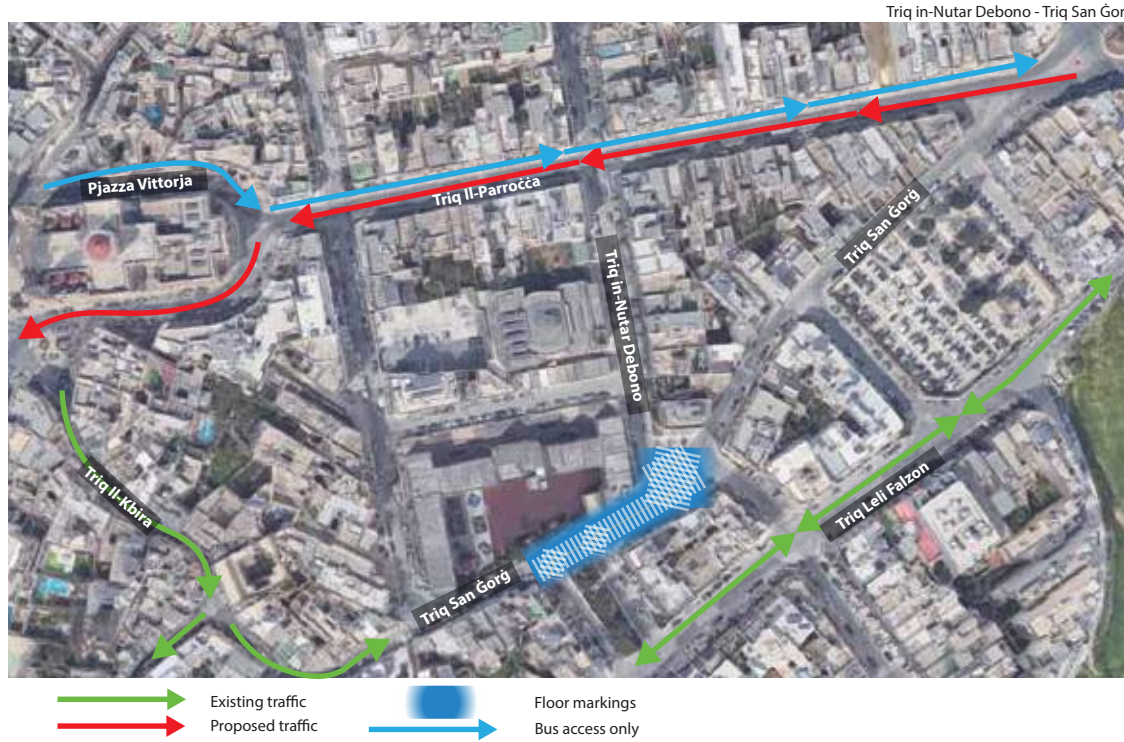 Triq in-Nutar Debono - Triq San Ġor
Pjazza Vittorja
Triq Il-Parroċċa
Triq San Ġorġ
Triq in-Nutar Debono
Triq Il-Kbira
Triq Leli Falzon
Triq San Ġorġ
Existing traffic
Floor markings
Proposed traffic
Bus access only